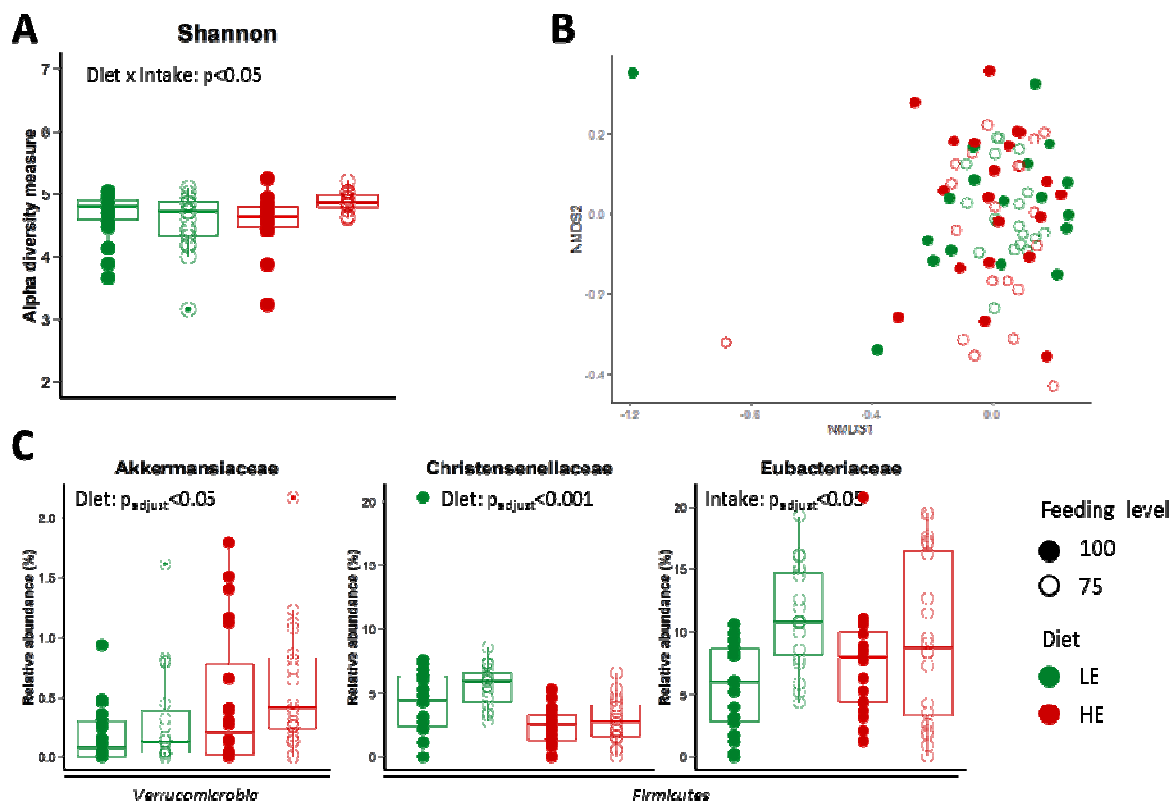 A
Shannon
Diet x Intake: p<0.05
Alpha diversity measure
7
6
5
4
3
2
B
NMDS2
0.2
0.0
-0.2
-0.4
-1.2
-0.8
-0.4
0.0
NMDS1
C
Akkermansiaceae
Diet: padjust<0.05
Relative abundance (%)
2.0
1.5
1.0
0.5
0.0
Verrucomicrobia
Christensenellaceae
Diet: padjust<0.001
Relative abundance (%)
20
15
10
5
0
Eubacteriaceae
Intake: padjust<0.05
Relative abundance (%)
20
15
10
5
0
Firmicutes
Feeding level
100
75
Diet
LE
HE